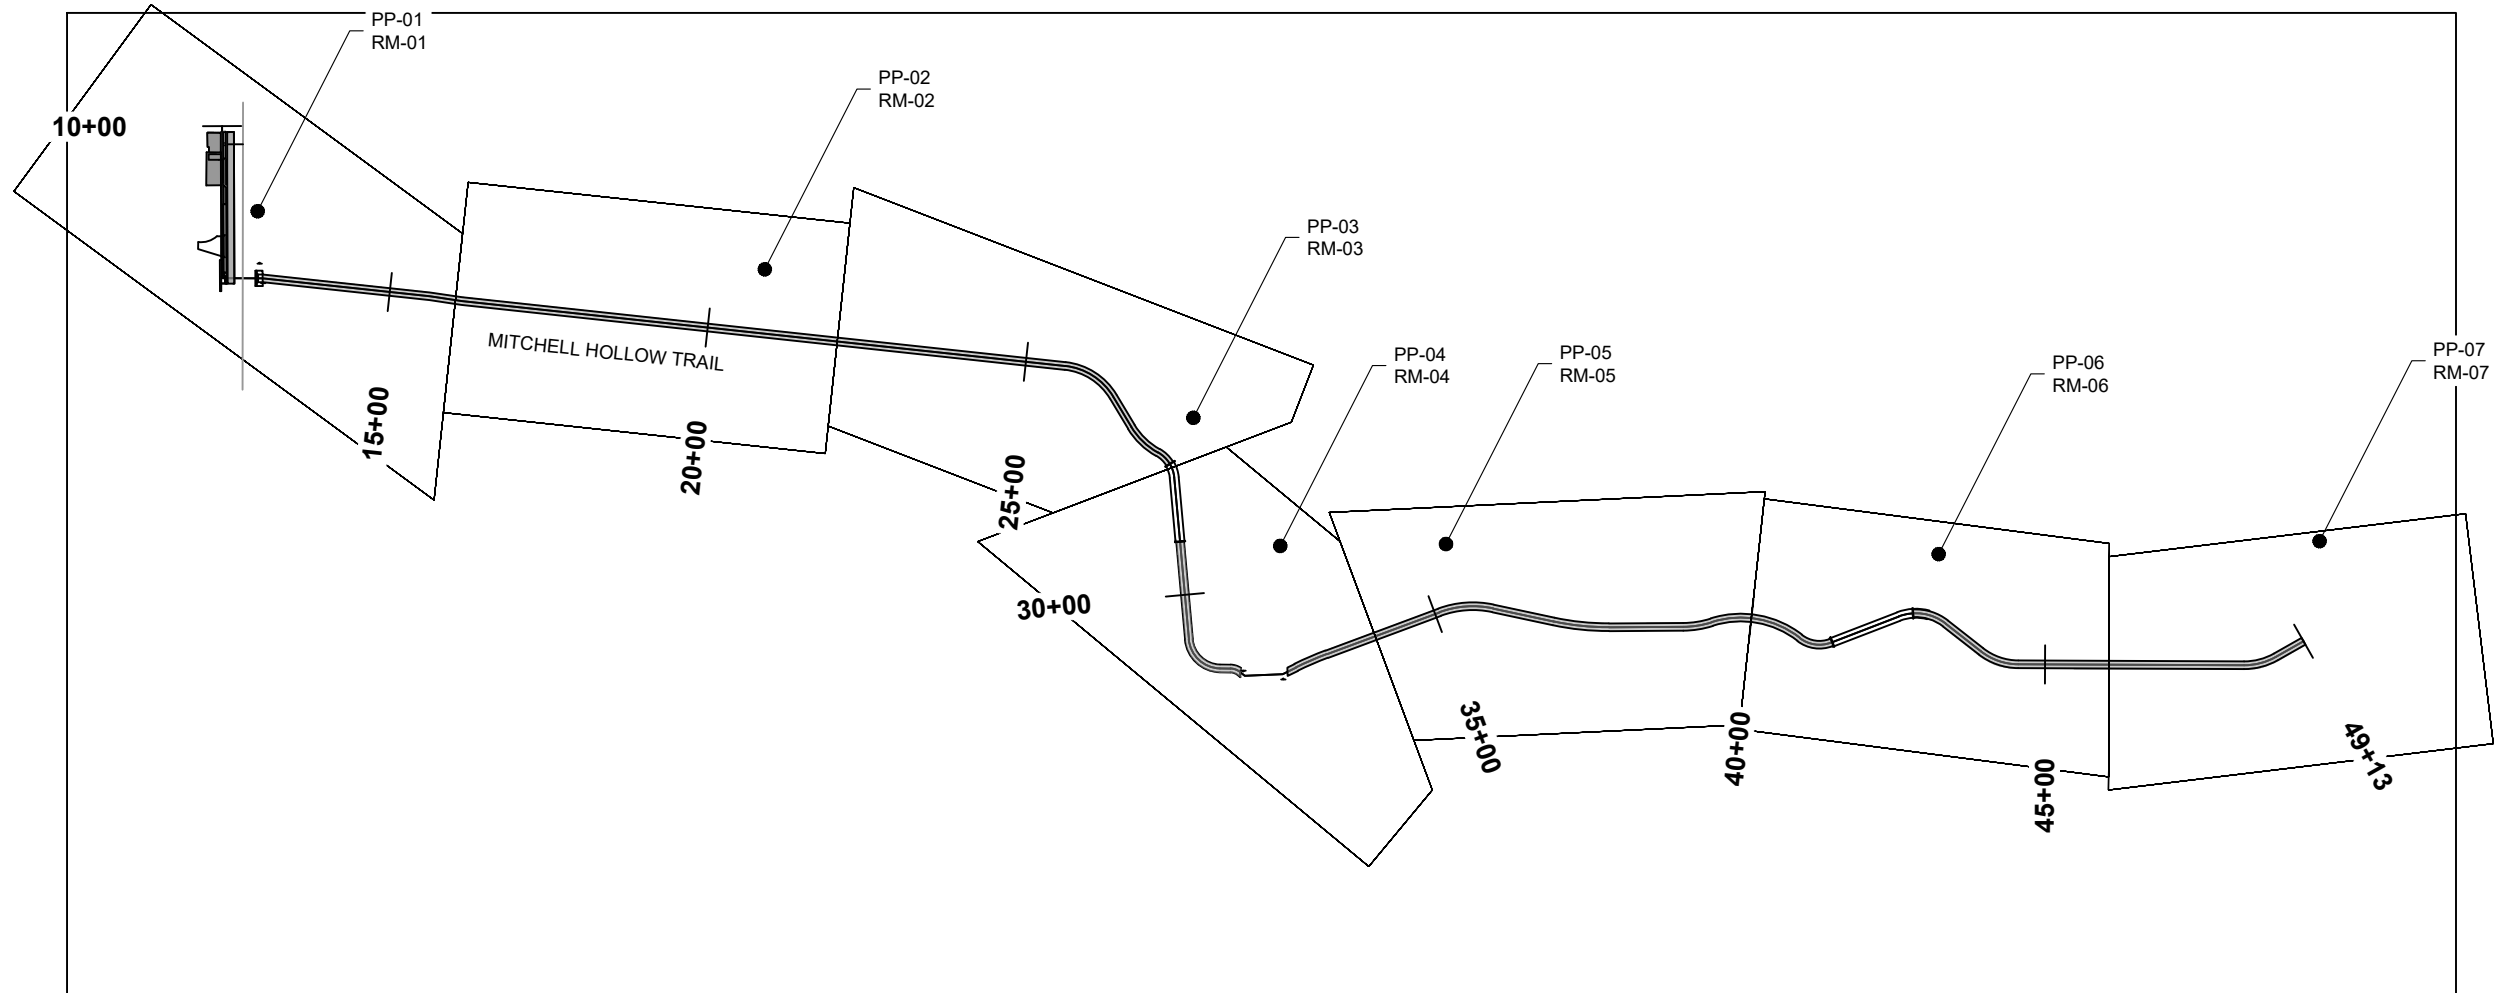 PP-01
RM-01
PP-02
RM-02
10+00
PP-03
RM-03
MITCHELL HOLLOW TRAIL
PP-04
RM-04
PP-05
RM-05
PP-06
RM-06
PP-07
RM-07
15+00
20+00
25+00
30+00
35+00
40+00
45+00
49+13